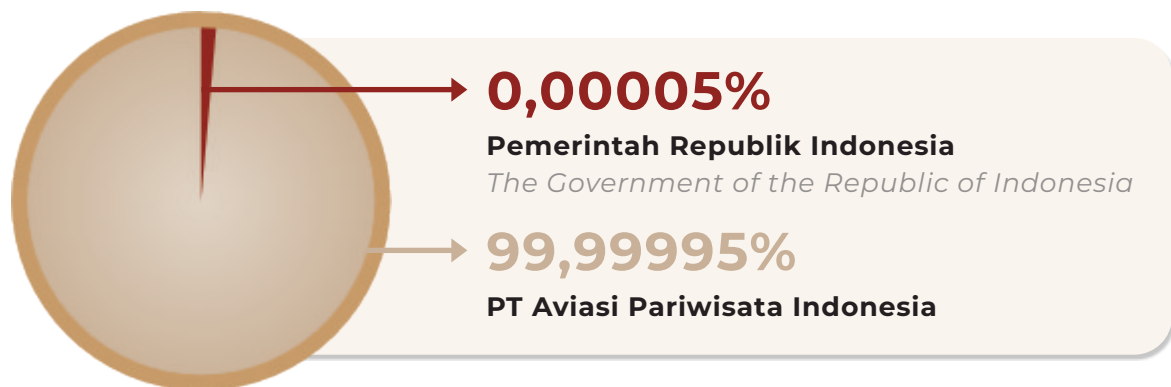 0,00005%
Pemerintah Republik Indonesia
The Government of the Republic of Indonesia
99,99995%
PT Aviasi Pariwisata Indonesia